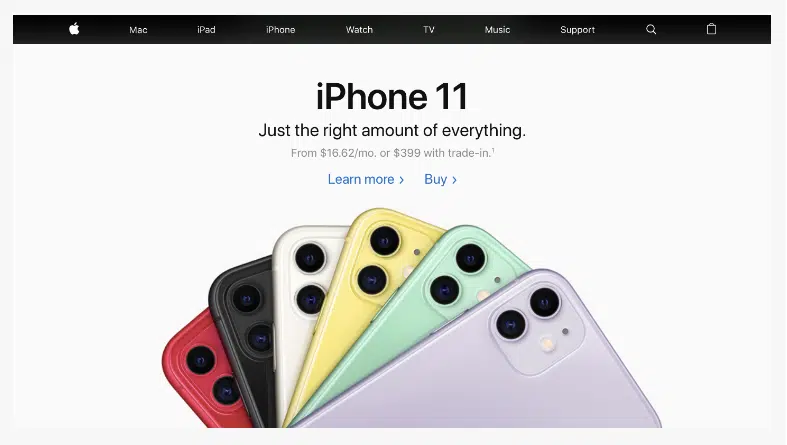 Mac iPad iPhone Watch TV Music Support
iPhone 11
Just the right amount of everything.
From $16.62/mo. or $399 with trade-in.¹
Learn more > Buy >